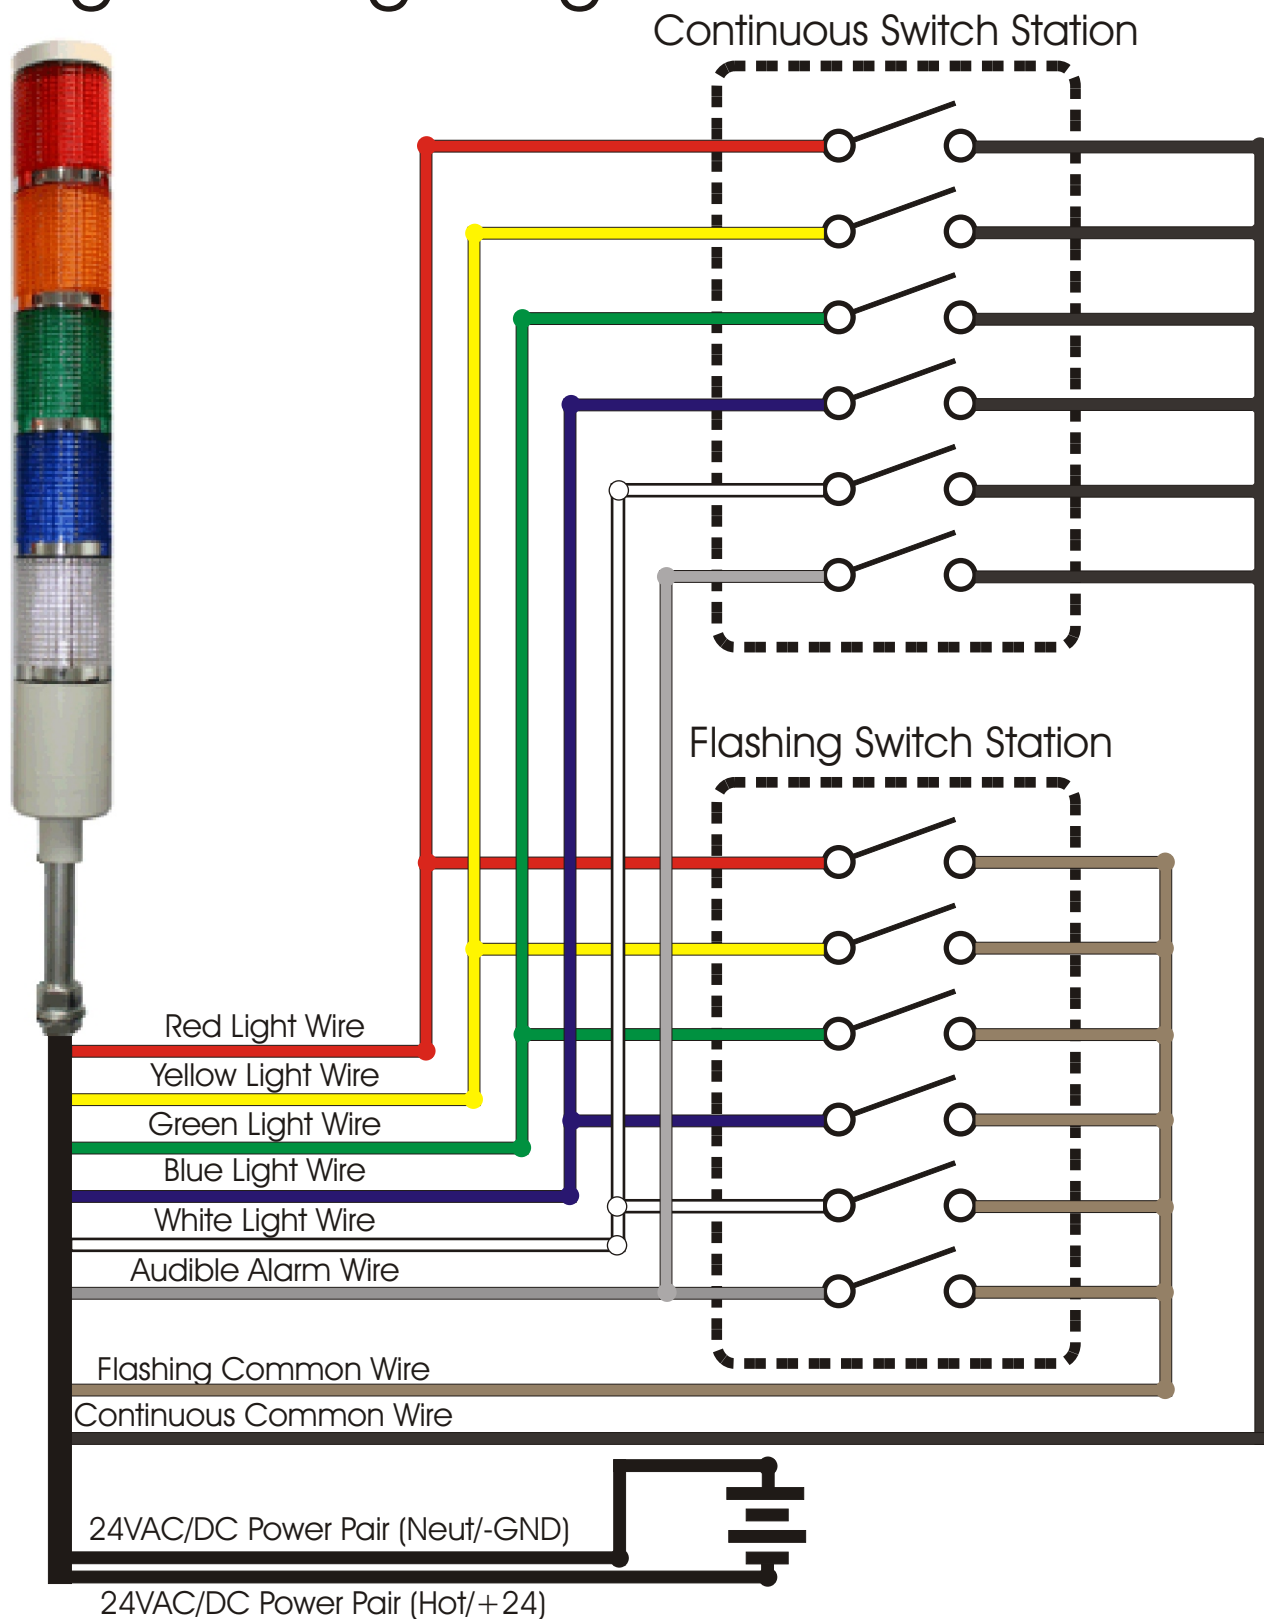 Continuous Switch Station
Flashing Switch Station
Red Light Wire
Yellow Light Wire
Green Light Wire
Blue Light Wire
White Light Wire
Audible Alarm Wire
Flashing Common Wire
Continuous Common Wire
24VAC/DC Power Pair (Neut/-GND)
24VAC/DC Power Pair (Hot/+24)